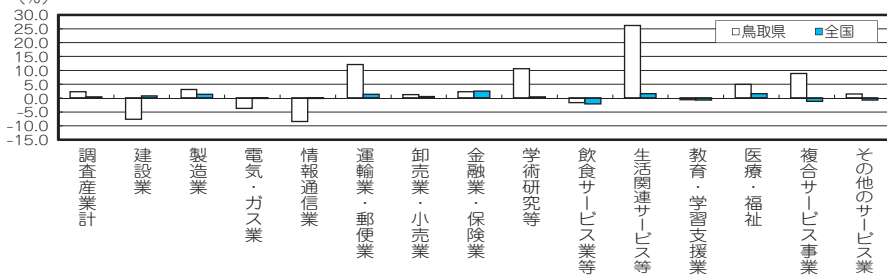 (%)
30.0
25.0
20.0
15.0
10.0
5.0
0.0
-5.0
-10.0
-15.0
鳥取県 全国
調査産業計
建設業
製造業
電気・ガス業
情報通信業
運輸業・郵便業
卸売業・小売業
金融業・保険業
学術研究等
飲食サービス業等
生活関連サービス等
教育・学習支援業
医療・福祉
複合サービス事業
その他のサービス業